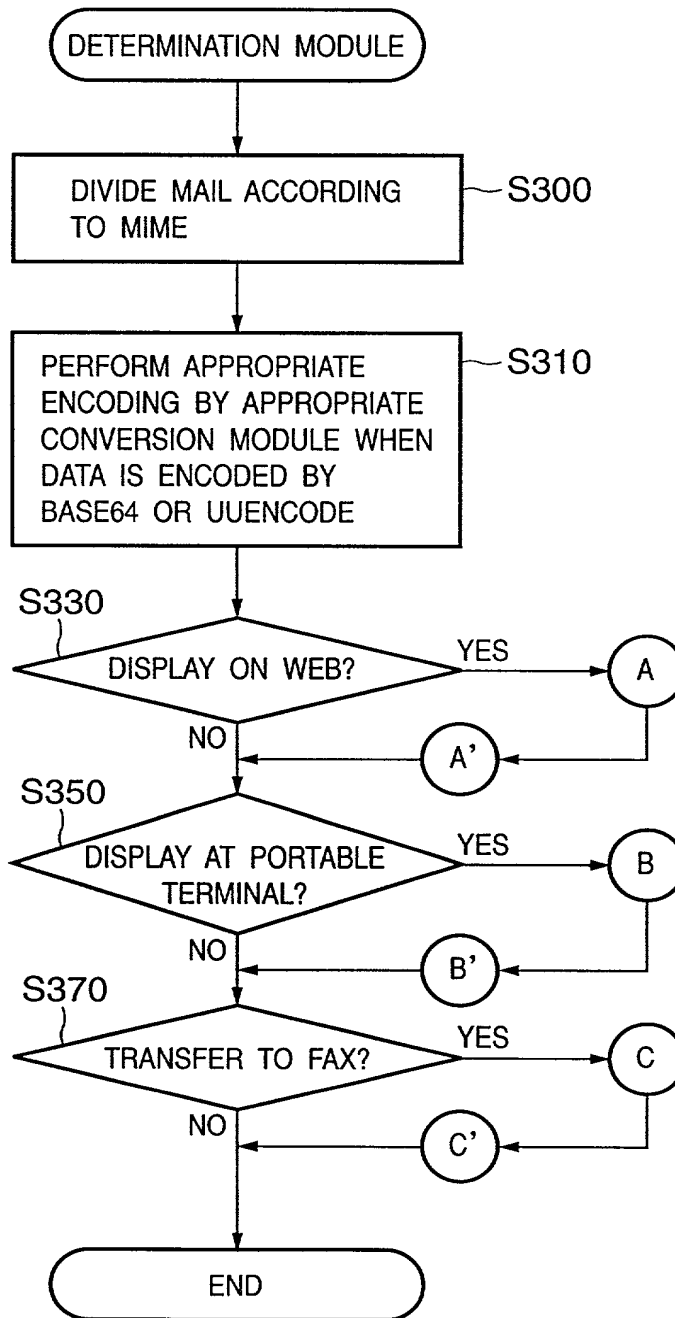 DETERMINATION MODULE
DIVIDE MAIL ACCORDING
TO MIME
S300
PERFORM APPROPRIATE
ENCODING BY APPROPRIATE
CONVERSION MODULE WHEN
DATA IS ENCODED BY
BASE64 OR UUENCODE
S310
S330
DISPLAY ON WEB?
YES
A
NO
A'
S350
DISPLAY AT PORTABLE
TERMINAL?
YES
B
NO
B'
S370
TRANSFER TO FAX?
YES
C
NO
C'
END